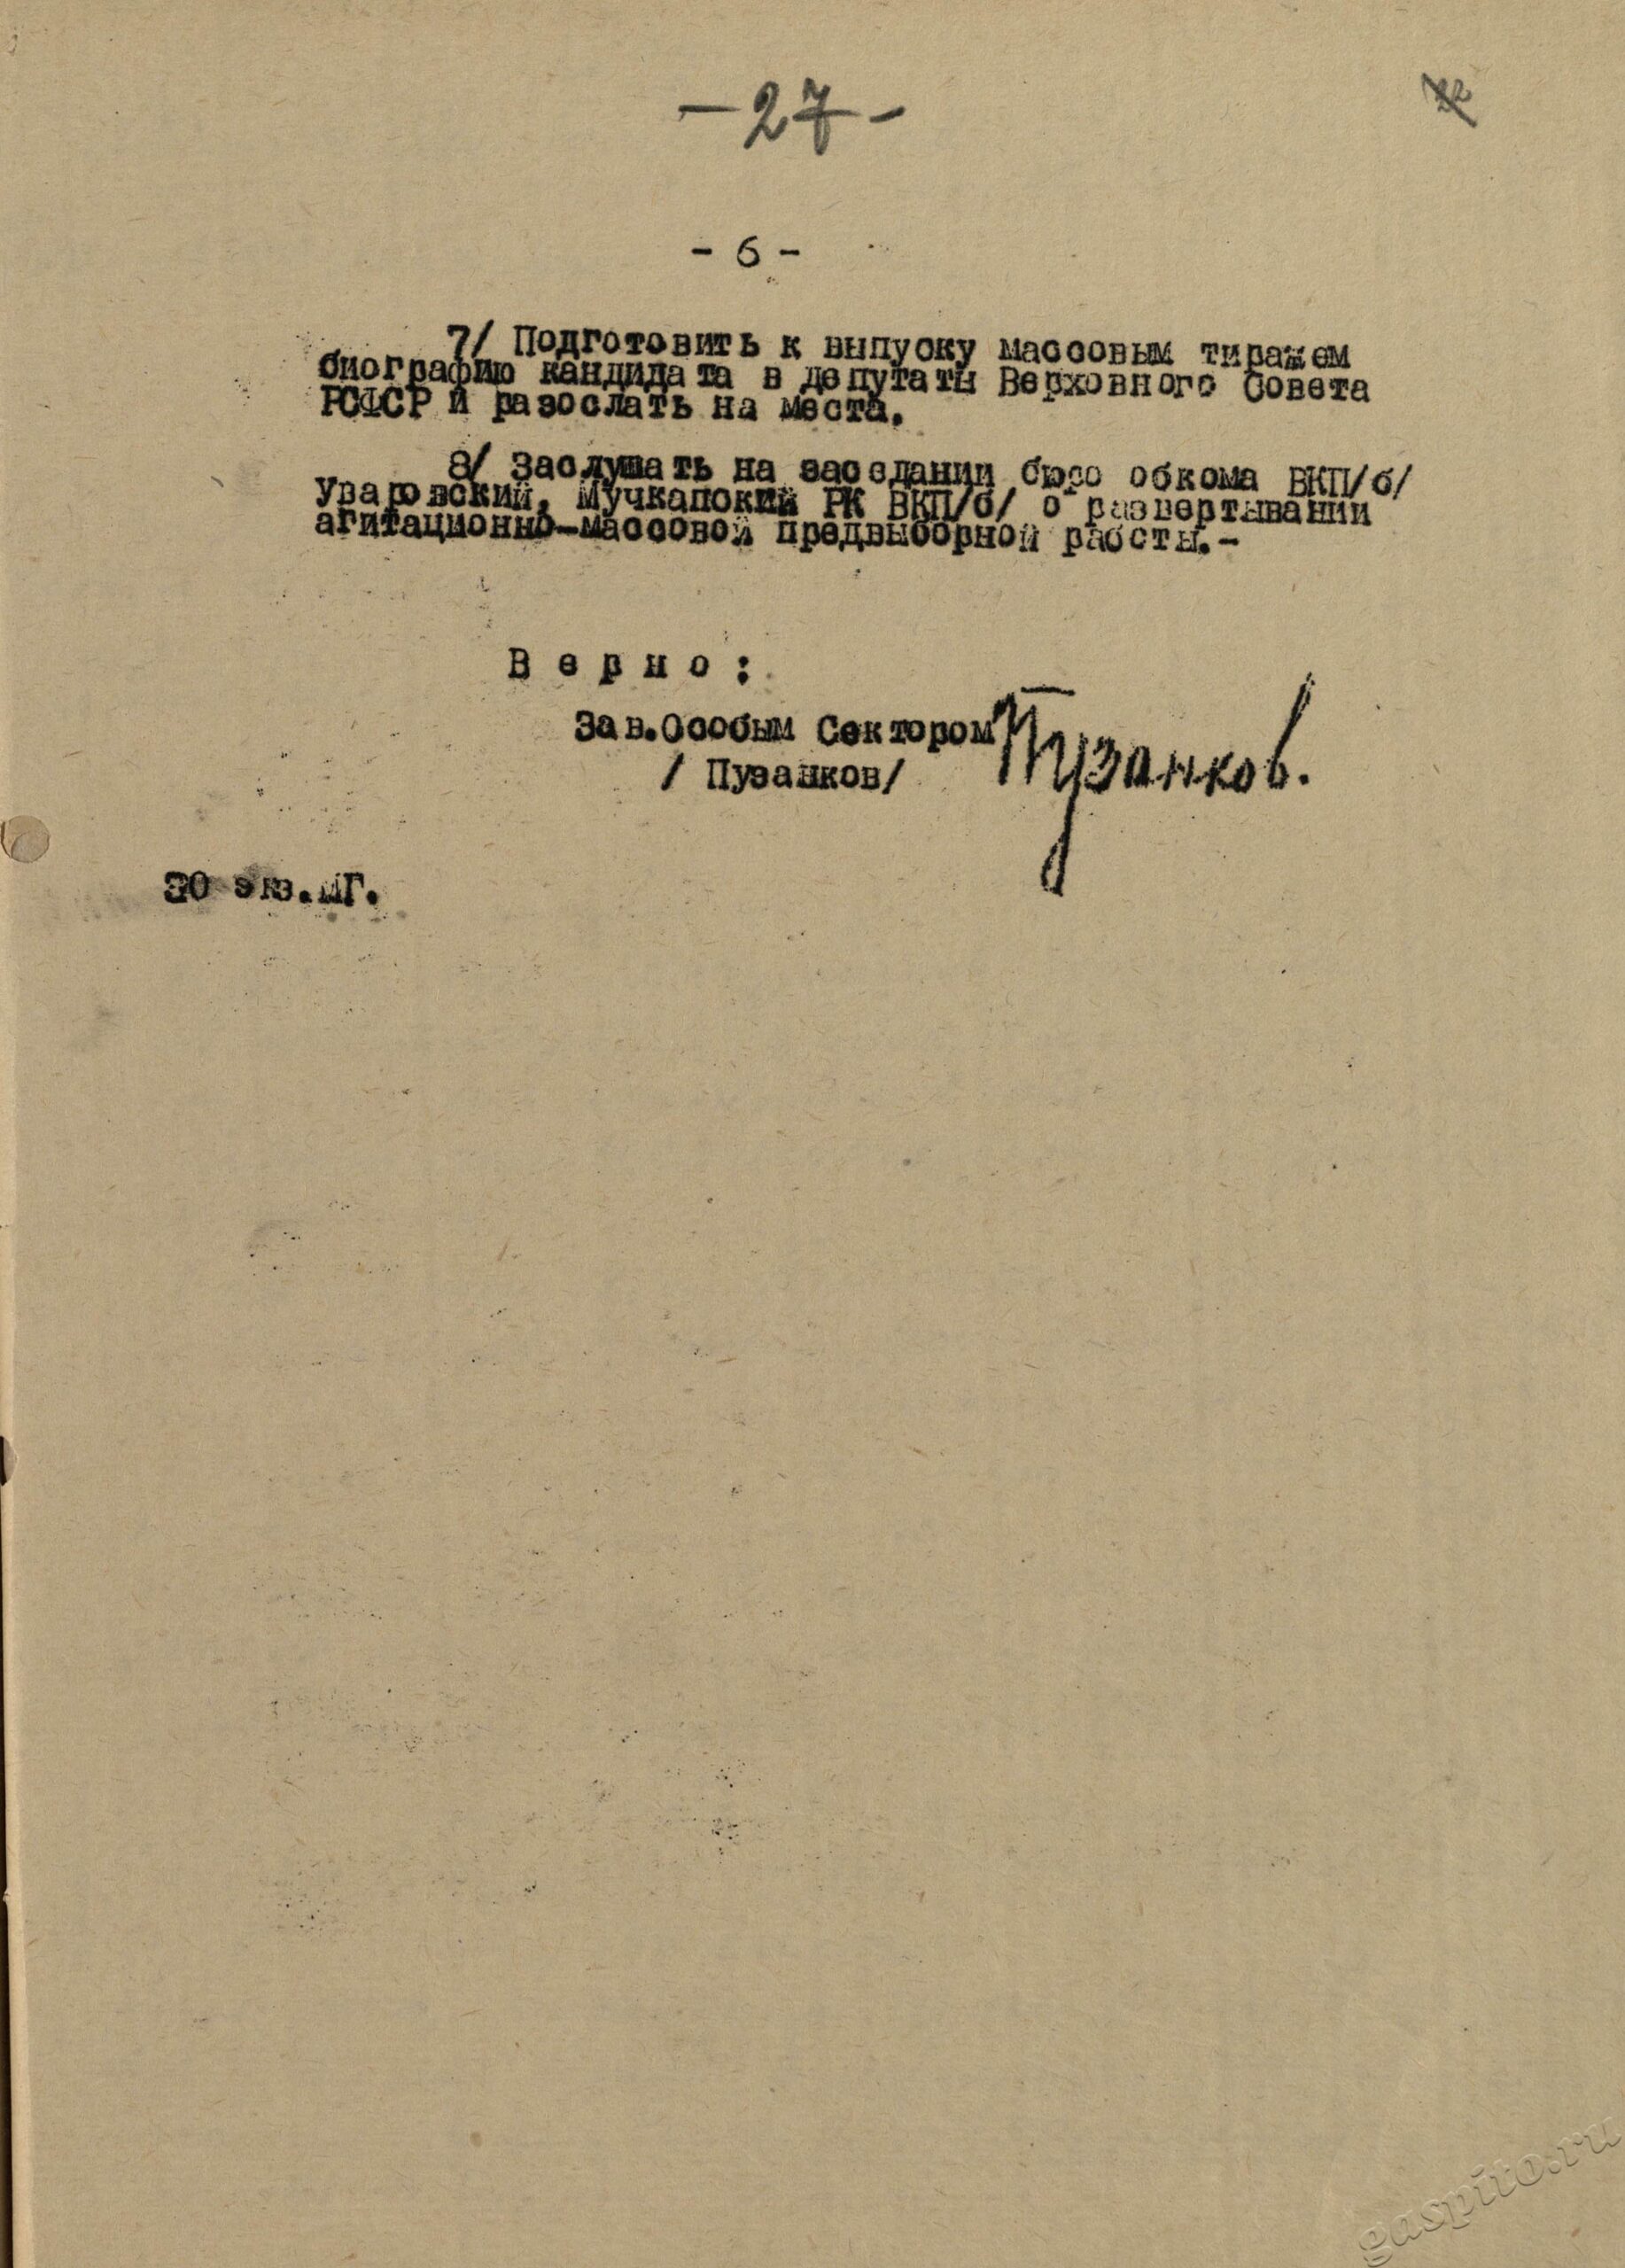 - 27 -
- 6 -
7/ Подготовить к выпуску массовым тиражем
биографию кандидата в депутаты Верховного Совета
РСФСР и разослать на места.
8/ Заслушать на заседании бюро обкома ВКП/б/
Уваровский, Мучкапский РК ВКП/б/ о развертывании
агитационно-массовой предвыборной работы.-
Верно:
Зав.Особым Сектором Пузанков.
/ Пузанков/
30 экз.МГ.
gaspito.ru